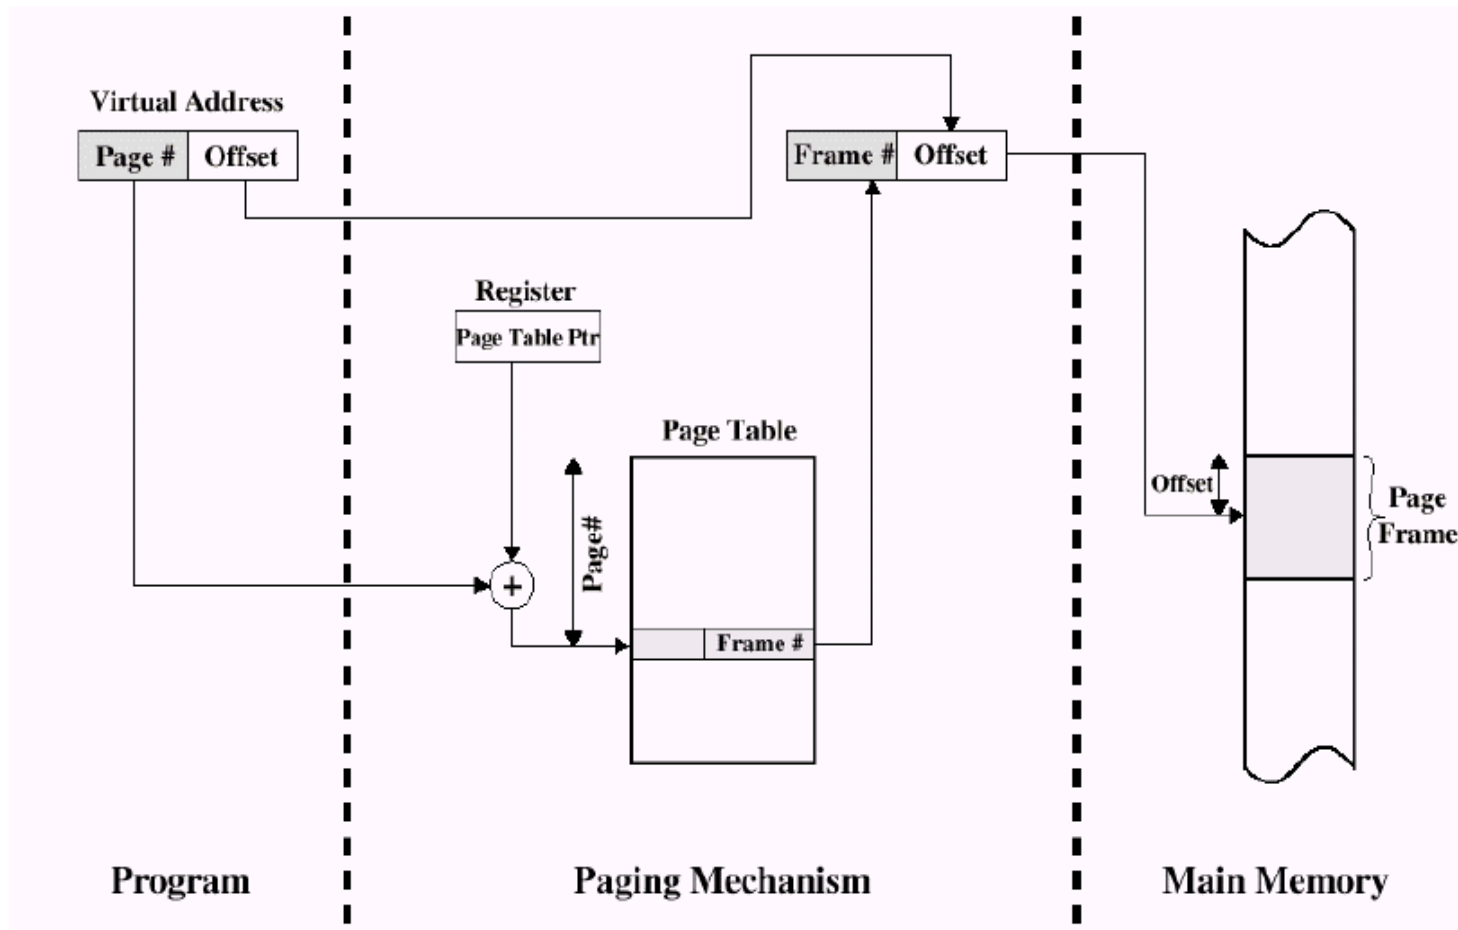 Virtual Address
Page # Offset
Frame # Offset
Register
Page Table Ptr
Page Table
Page#
+
Frame #
Offset
Page
Frame
Program
Paging Mechanism
Main Memory